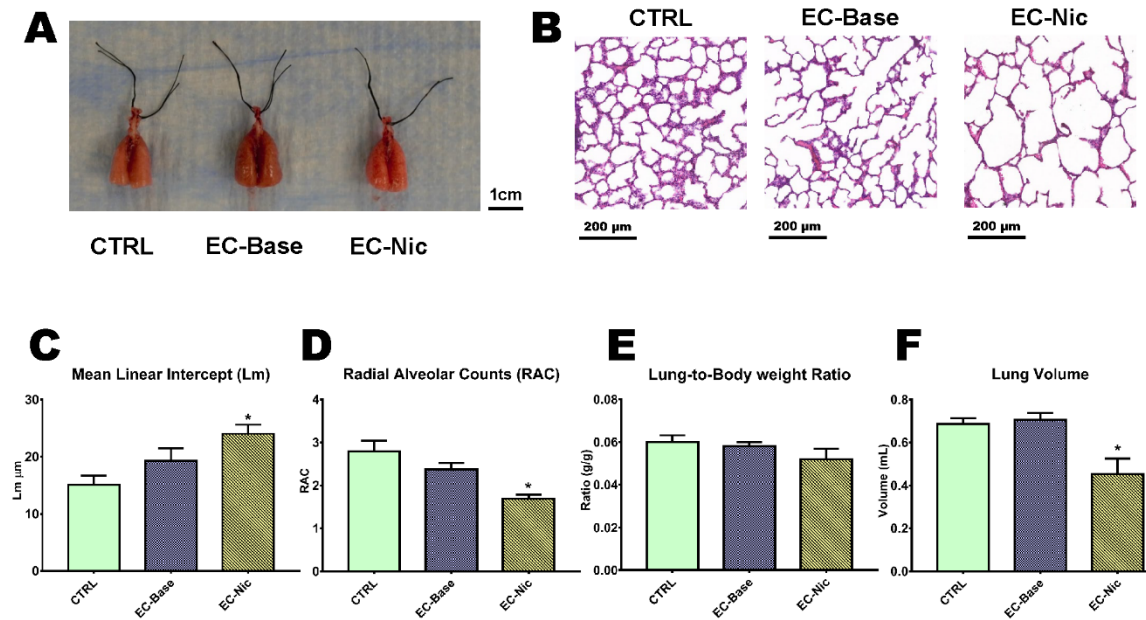 A
CTRL
EC-Base
EC-Nic
1cm
B
CTRL
EC-Base
EC-Nic
200 µm
200 µm
200 µm
C
Mean Linear Intercept (Lm)
Lm µm
30
20
10
0
*
CTRL
EC-Base
EC-Nic
D
Radial Alveolar Counts (RAC)
RAC
4
3
2
1
0
*
CTRL
EC-Base
EC-Nic
E
Lung-to-Body weight Ratio
Ratio (g/g)
0.08
0.06
0.04
0.02
0.00
CTRL
EC-Base
EC-Nic
F
Lung Volume
Volume (mL)
0.8
0.6
0.4
0.2
0.0
*
CTRL
EC-Base
EC-Nic